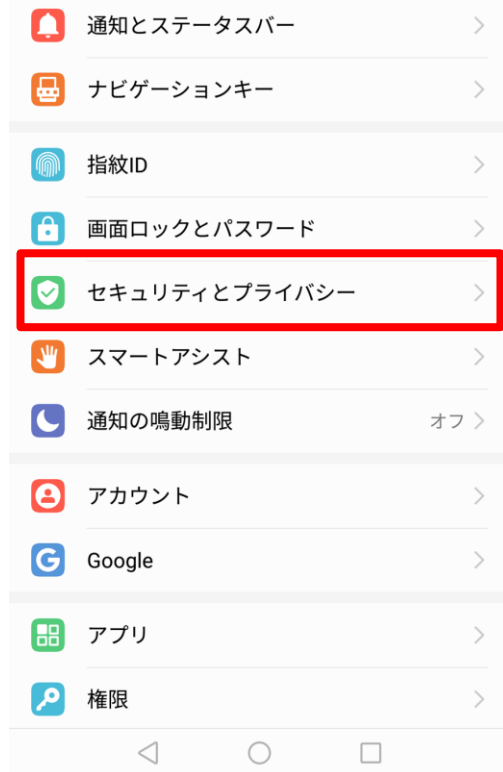 通知とステータスバー
ナビゲーションキー
指紋ID
画面ロックとパスワード
セキュリティとプライバシー
スマートアシスト
通知の鳴動制限 オフ
アカウント
Google
アプリ
権限